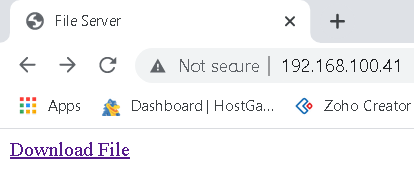 File Server
Not secure | 192.168.100.41
Apps Dashboard | HostGa... Zoho Creator
Download File